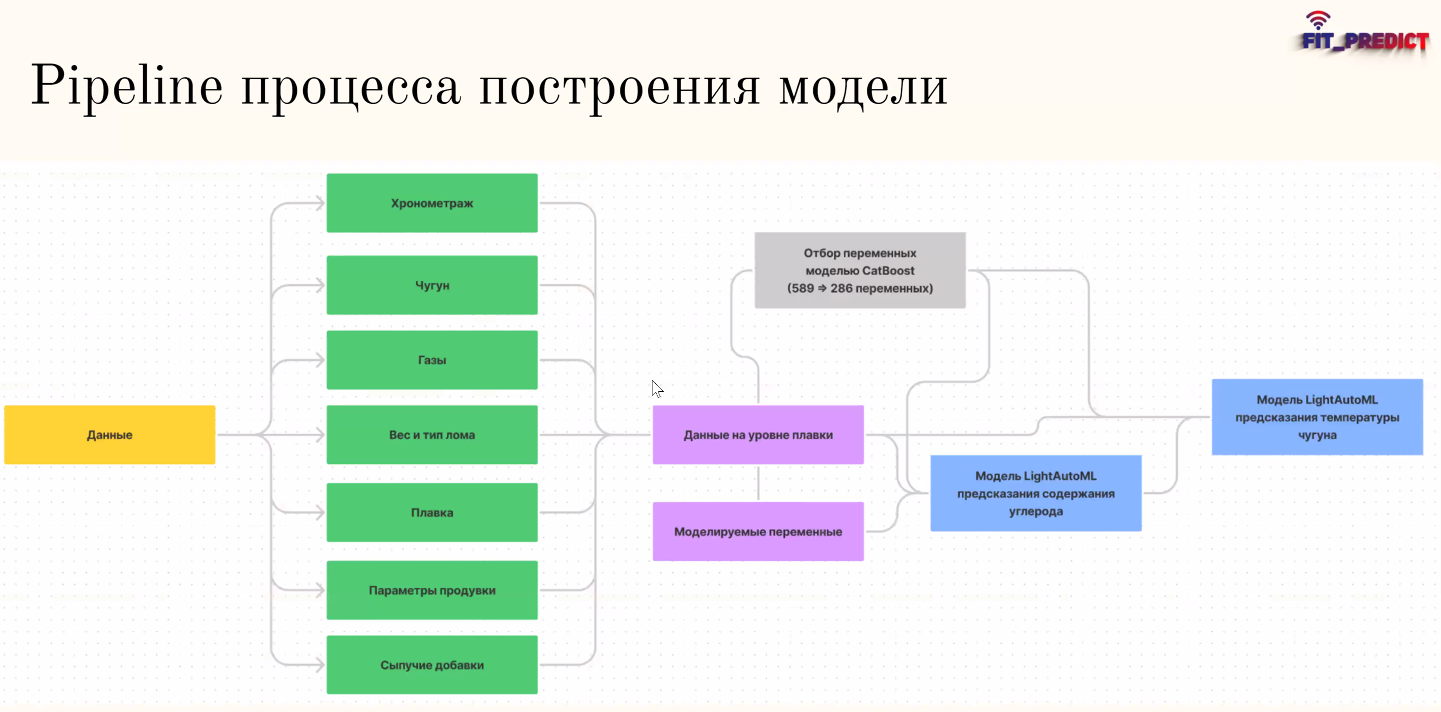 FIT_PREDICT
Pipeline процесса построения модели
Данные
Хронометраж
Чугун
Газы
Вес и тип лома
Плавка
Параметры продувки
Сыпучие добавки
Данные на уровне плавки
Моделируемые переменные
Отбор переменных
моделью CatBoost
(589 => 286 переменных)
Модель LightAutoML
предсказания содержания
углерода
Модель LightAutoML
предсказания температуры
чугуна